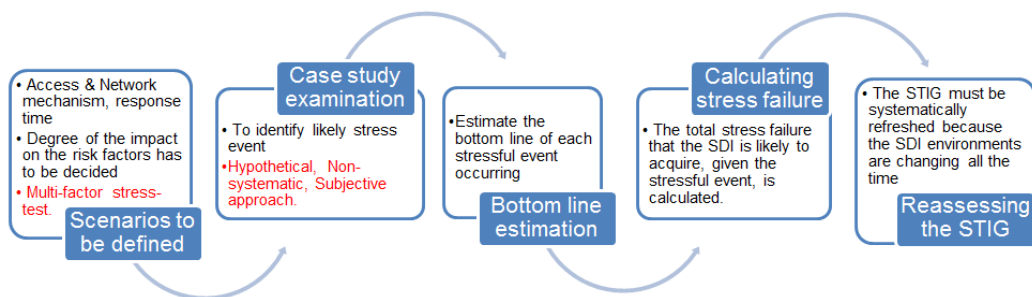 • Access & Network
mechanism, response
time
• Degree of the impact
on the risk factors has
to be decided
• Multi-factor stress-
test.
Scenarios to
be defined
Case study
examination
• To identify likely stress
event
• Hypothetical, Non-
systematic, Subjective
approach.
•Estimate the
bottom line of each
stressful event
occurring
Bottom line
estimation
Calculating
stress failure
• The total stress failure
that the SDI is likely to
acquire, given the
stressful event, is
calculated.
• The STIG must be
systematically
refreshed because
the SDI environments
are changing all the
time
Reassessing
the STIG